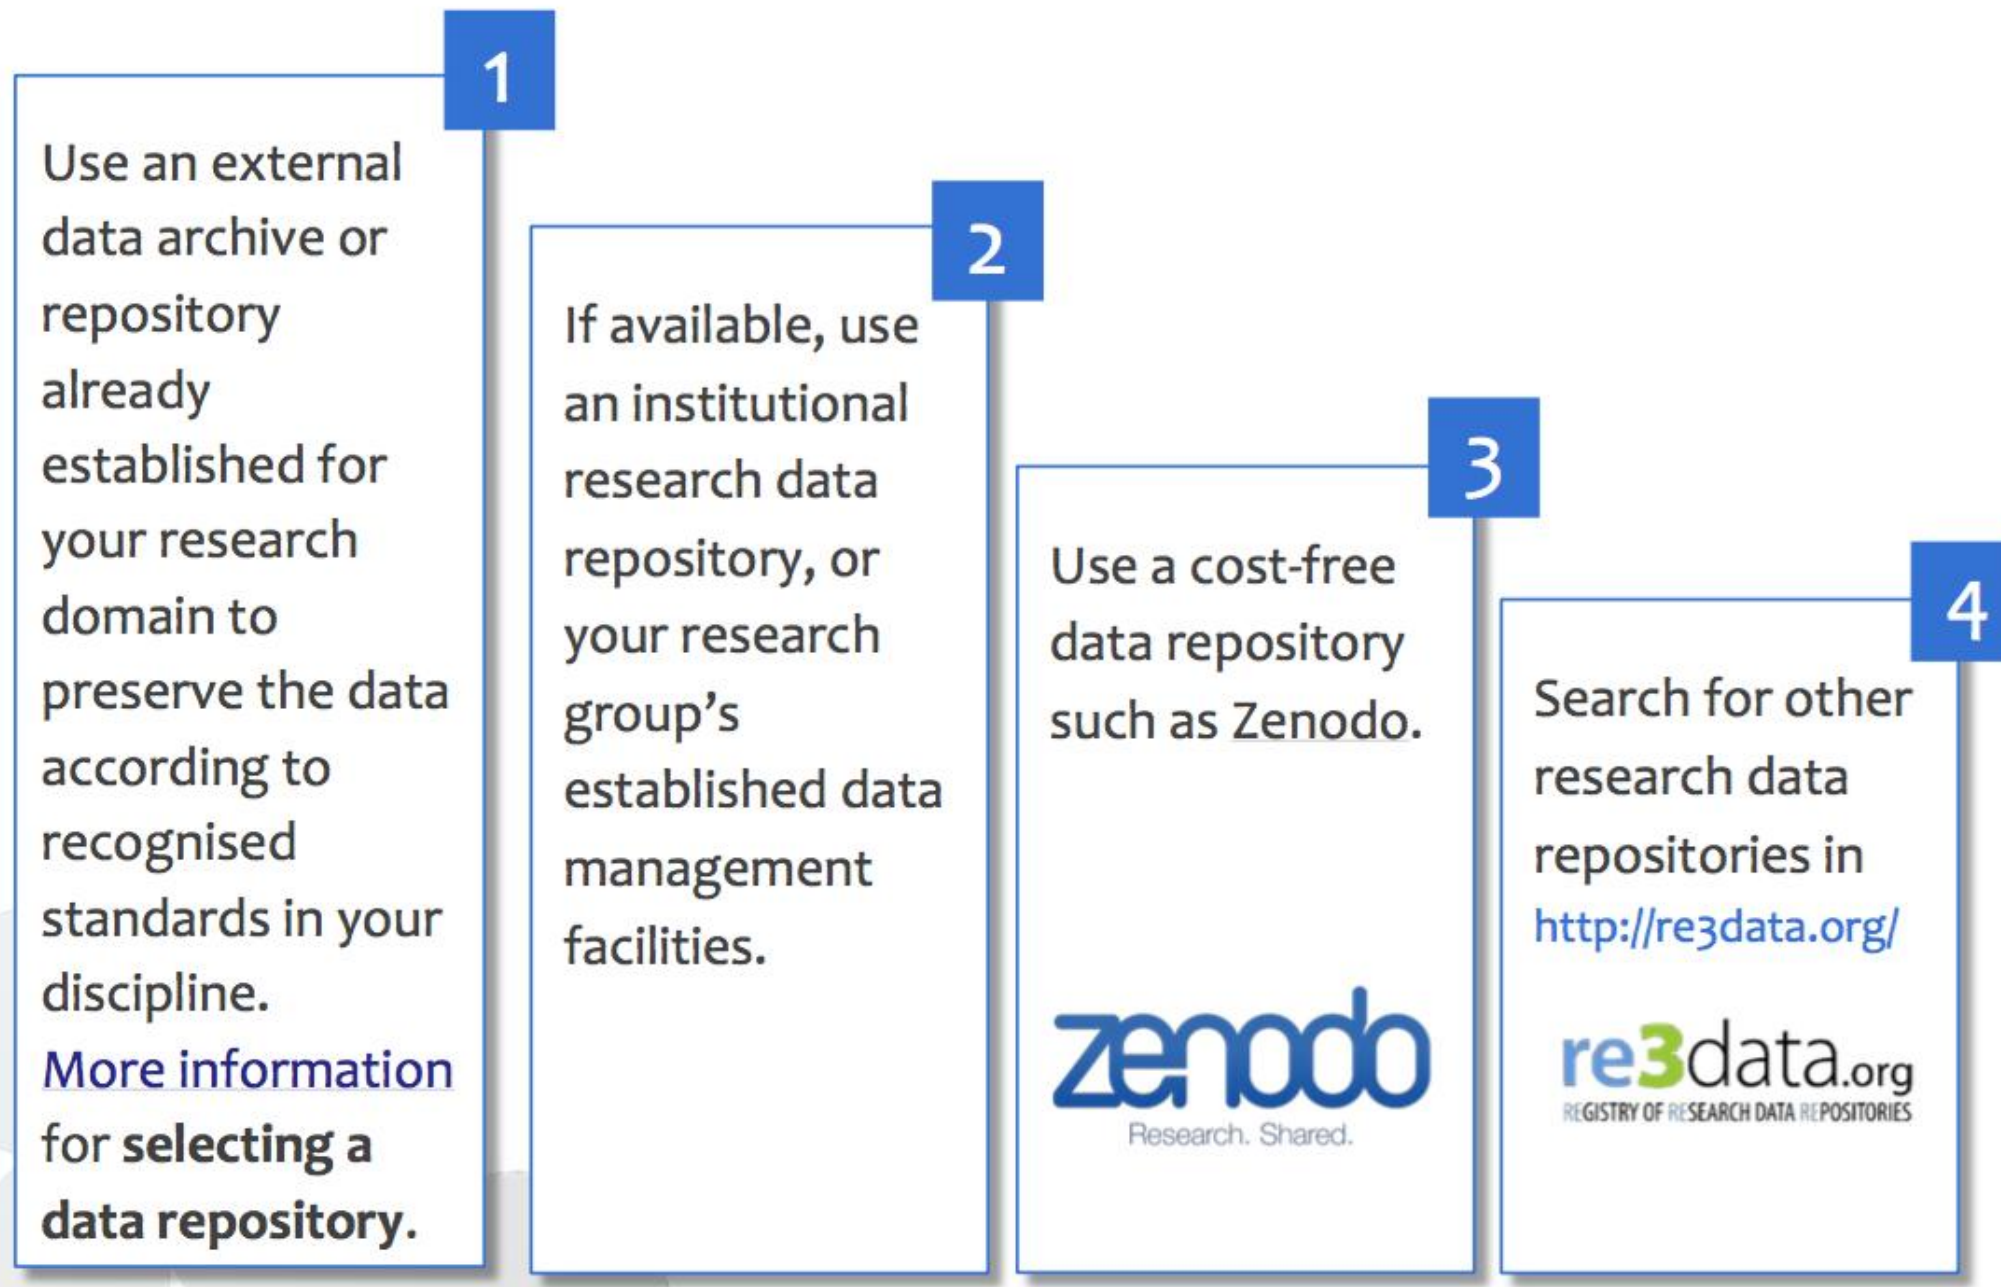 1
Use an external
data archive or
repository
already
established for
your research
domain to
preserve the data
according to
recognised
standards in your
discipline.
More information
for selecting a
data repository.
2
If available, use
an institutional
research data
repository, or
your research
group’s
established data
management
facilities.
3
Use a cost-free
data repository
such as Zenodo.
zenodo
Research. Shared.
4
Search for other
research data
repositories in
http://re3data.org/
re3data.org
REGISTRY OF RESEARCH DATA REPOSITORIES